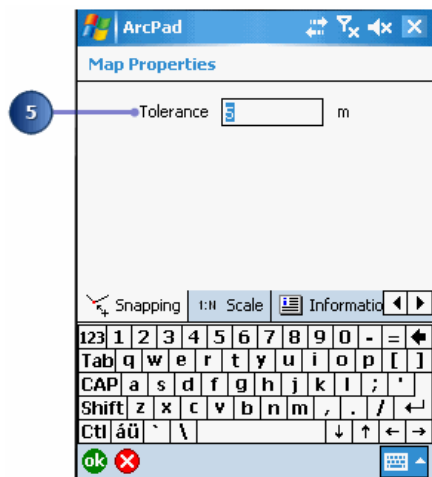 ArcPad
Map Properties
5
Tolerance 5 m
Snapping 1:N Scale Informatio
123 1 2 3 4 5 6 7 8 9 0 - =
Tab q w e r t y u i o p [ ]
CAP a s d f g h j k l ; '
Shift z x c v b n m , . /
Ctl áü ` \
ok